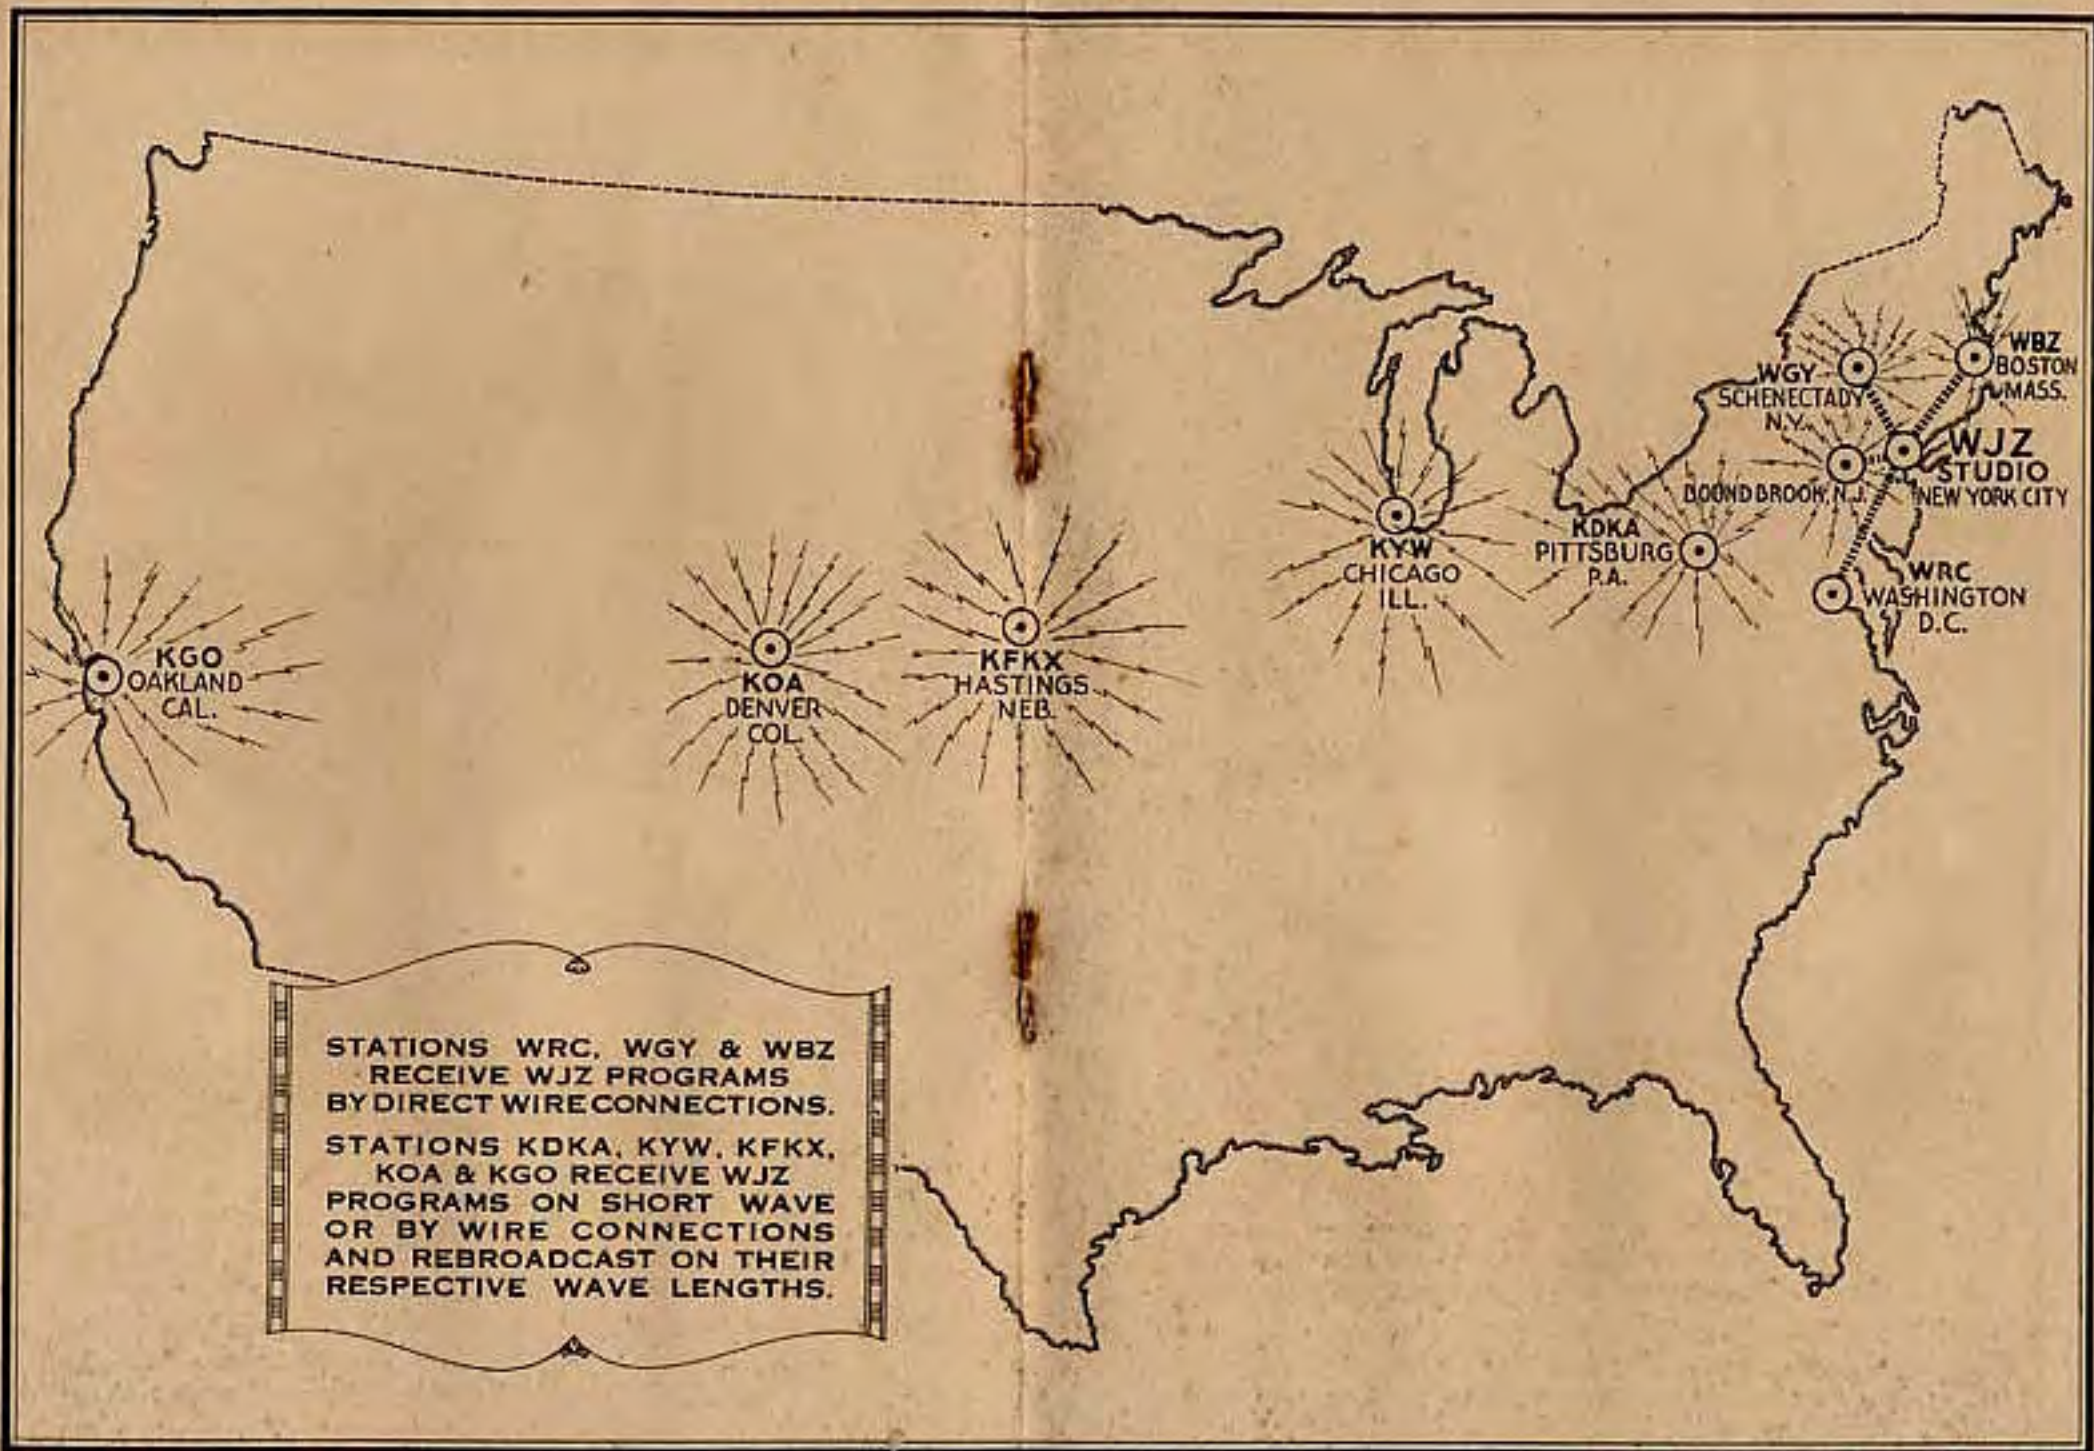 WGY
SCHENECTADY
N.Y.
WBZ
BOSTON
MASS.
WJZ
STUDIO
NEW YORK CITY
BOUND BROOK, N.J.
KDKA
PITTSBURG
P.A.
KYW
CHICAGO
ILL.
WRC
WASHINGTON
D.C.
KGO
OAKLAND
CAL.
KOA
DENVER
COL.
KFKX
HASTINGS
NEB.
STATIONS WRC, WGY & WBZ
RECEIVE WJZ PROGRAMS
BY DIRECT WIRE CONNECTIONS.
STATIONS KDKA, KYW, KFKX,
KOA & KGO RECEIVE WJZ
PROGRAMS ON SHORT WAVE
OR BY WIRE CONNECTIONS
AND REBROADCAST ON THEIR
RESPECTIVE WAVE LENGTHS.